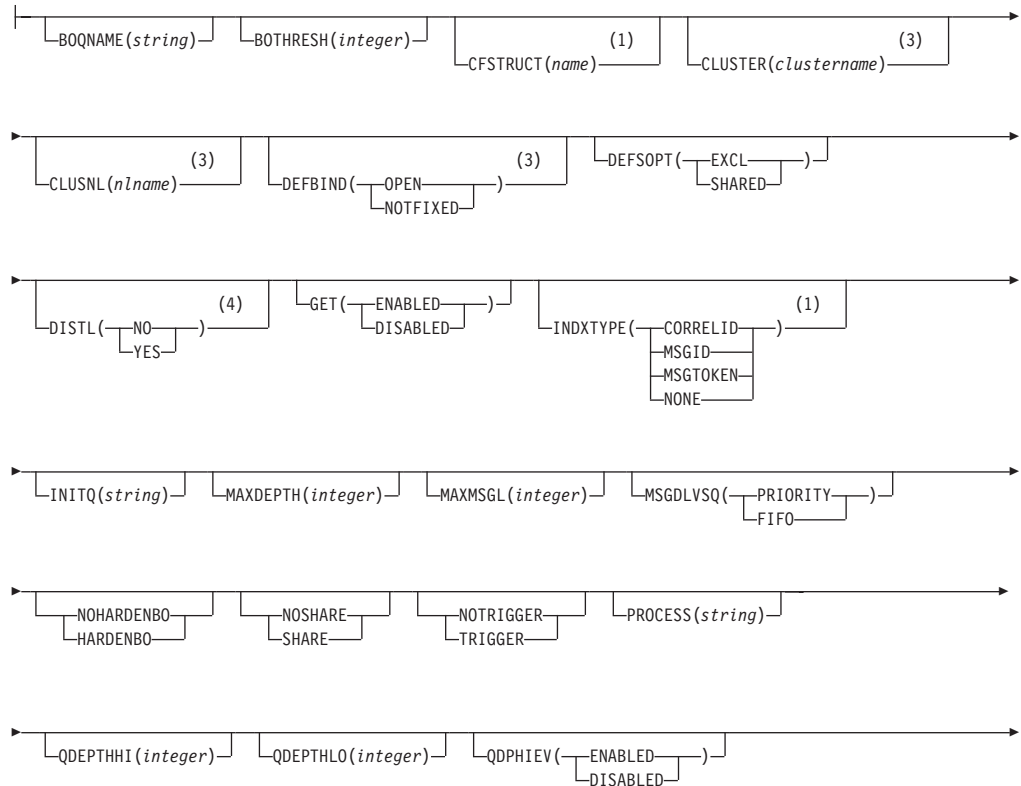 BOQNAME(string) BOTHRESH(integer) (1) (3)
CFSTRUCT(name) CLUSTER(clustername)
(3) (3) DEFSOPT( EXCL )
CLUSNL(nlname) DEFBIND( OPEN ) SHARED
NOTFIXED
(4) GET( ENABLED ) (1)
DISTL( NO ) DISABLED INDXTYPE( CORRELID )
YES MSGID
MSGTOKEN
NONE
INITQ(string) MAXDEPTH(integer) MAXMSGL(integer) MSGDLVSQ( PRIORITY )
FIFO
NOHARDENBO NOSHARE NOTRIGGER PROCESS(string)
HARDENBO SHARE TRIGGER
QDEPTHHI(integer) QDEPTHLO(integer) QDPHIEV( ENABLED )
DISABLED